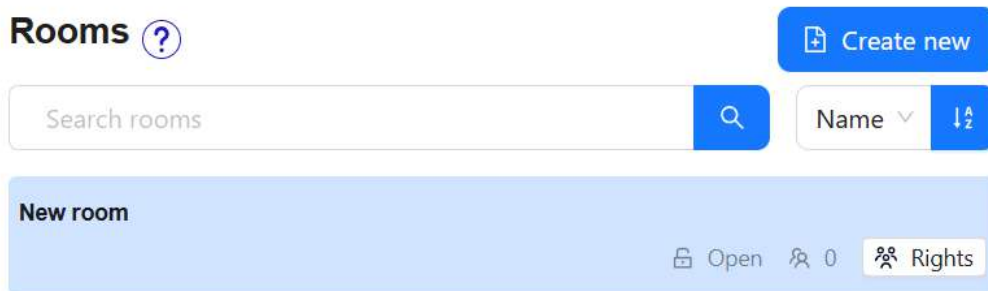 Rooms ?
Create new
Search rooms
Name
New room
Open 0 Rights